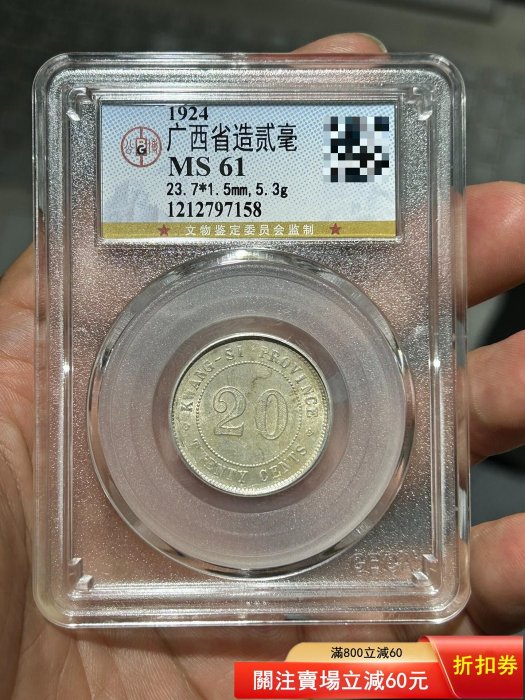 1924
广西省造贰毫
MS 61
23.7*1.5mm,5.3g
1212797158
★ 文物鉴定委员会监制 ★
KWANG-SI PROVINCE
20
TWENTY CENTS
滿800立減60
關注賣場立減60元
折扣券